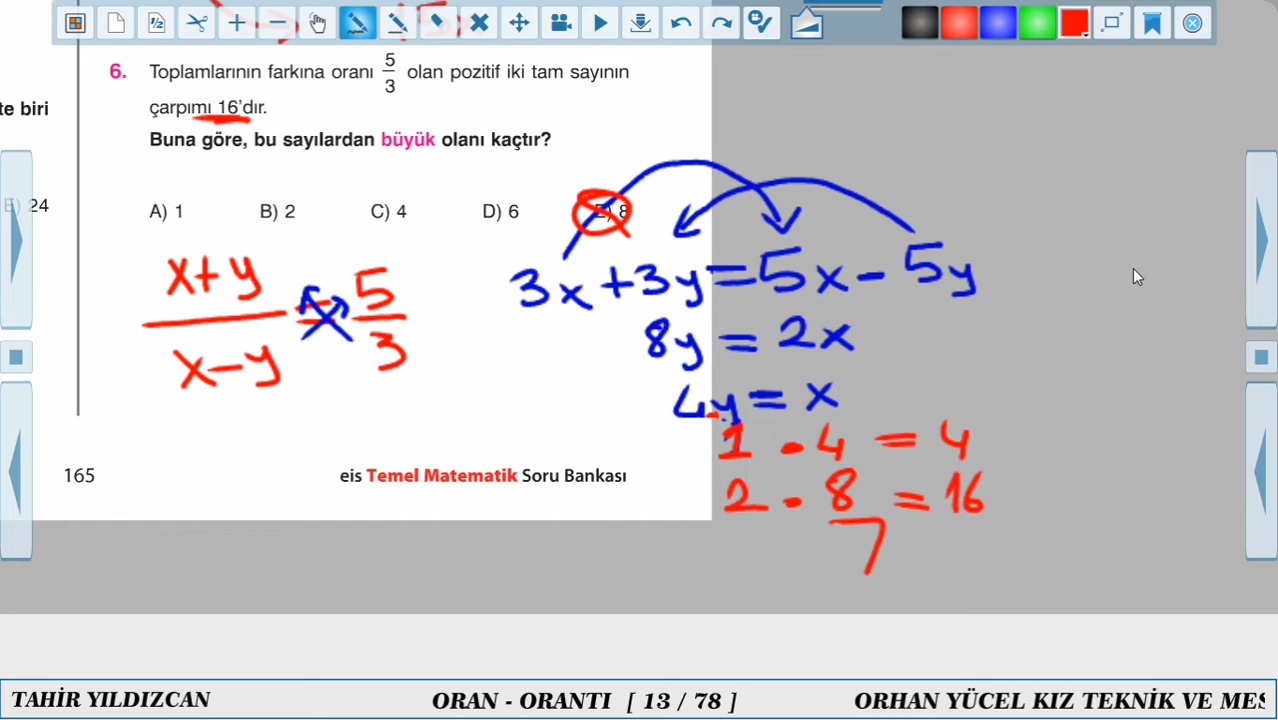 6. Toplamlarının farkına oranı 5/3 olan pozitif iki tam sayının
çarpımı 16'dır.
te biri
Buna göre, bu sayılardan büyük olanı kaçtır?
24
A) 1 B) 2 C) 4 D) 6 E) 8
x+y / x-y = 5/3
3x+3y=5x-5y
8y = 2x
4y = x
1 . 4 = 4
2 . 8 = 16
165 eis Temel Matematik Soru Bankası
TAHİR YILDIZCAN ORAN - ORANTI [ 13 / 78 ] ORHAN YÜCEL KIZ TEKNİK VE MES